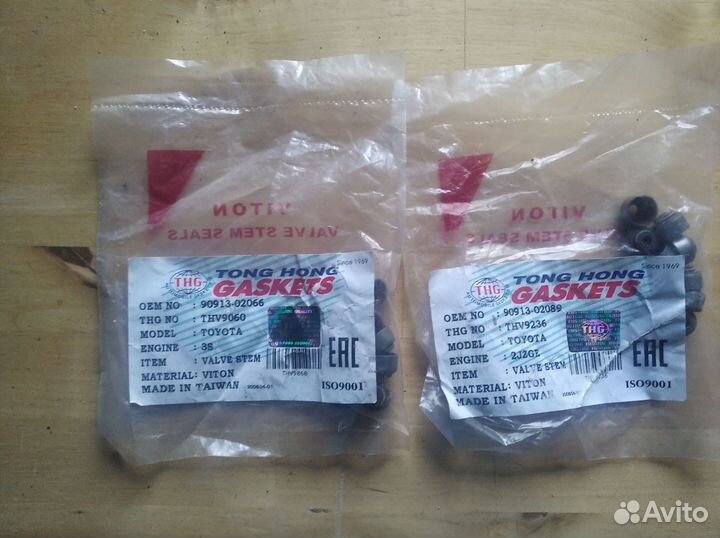 VITON
VALVE STEM SEALS
Since 1969
THG
TONG HONG
GASKETS
OEM NO : 90913-02066
THG NO : THV9060
MODEL : TOYOTA
ENGINE : 3S
ITEM : VALVE STEM
MATERIAL: VITON
MADE IN TAIWAN
EAC
ISO9001
VITON
VE STEM SEALS
Since 1969
THG
TONG HONG
GASKETS
OEM NO : 90913-02089
THG NO : THV9236
MODEL : TOYOTA
ENGINE : 2JZGE
ITEM : VALVE STEM
MATERIAL: VITON
MADE IN TAIWAN
THG
EAC
ISO9001
Avito